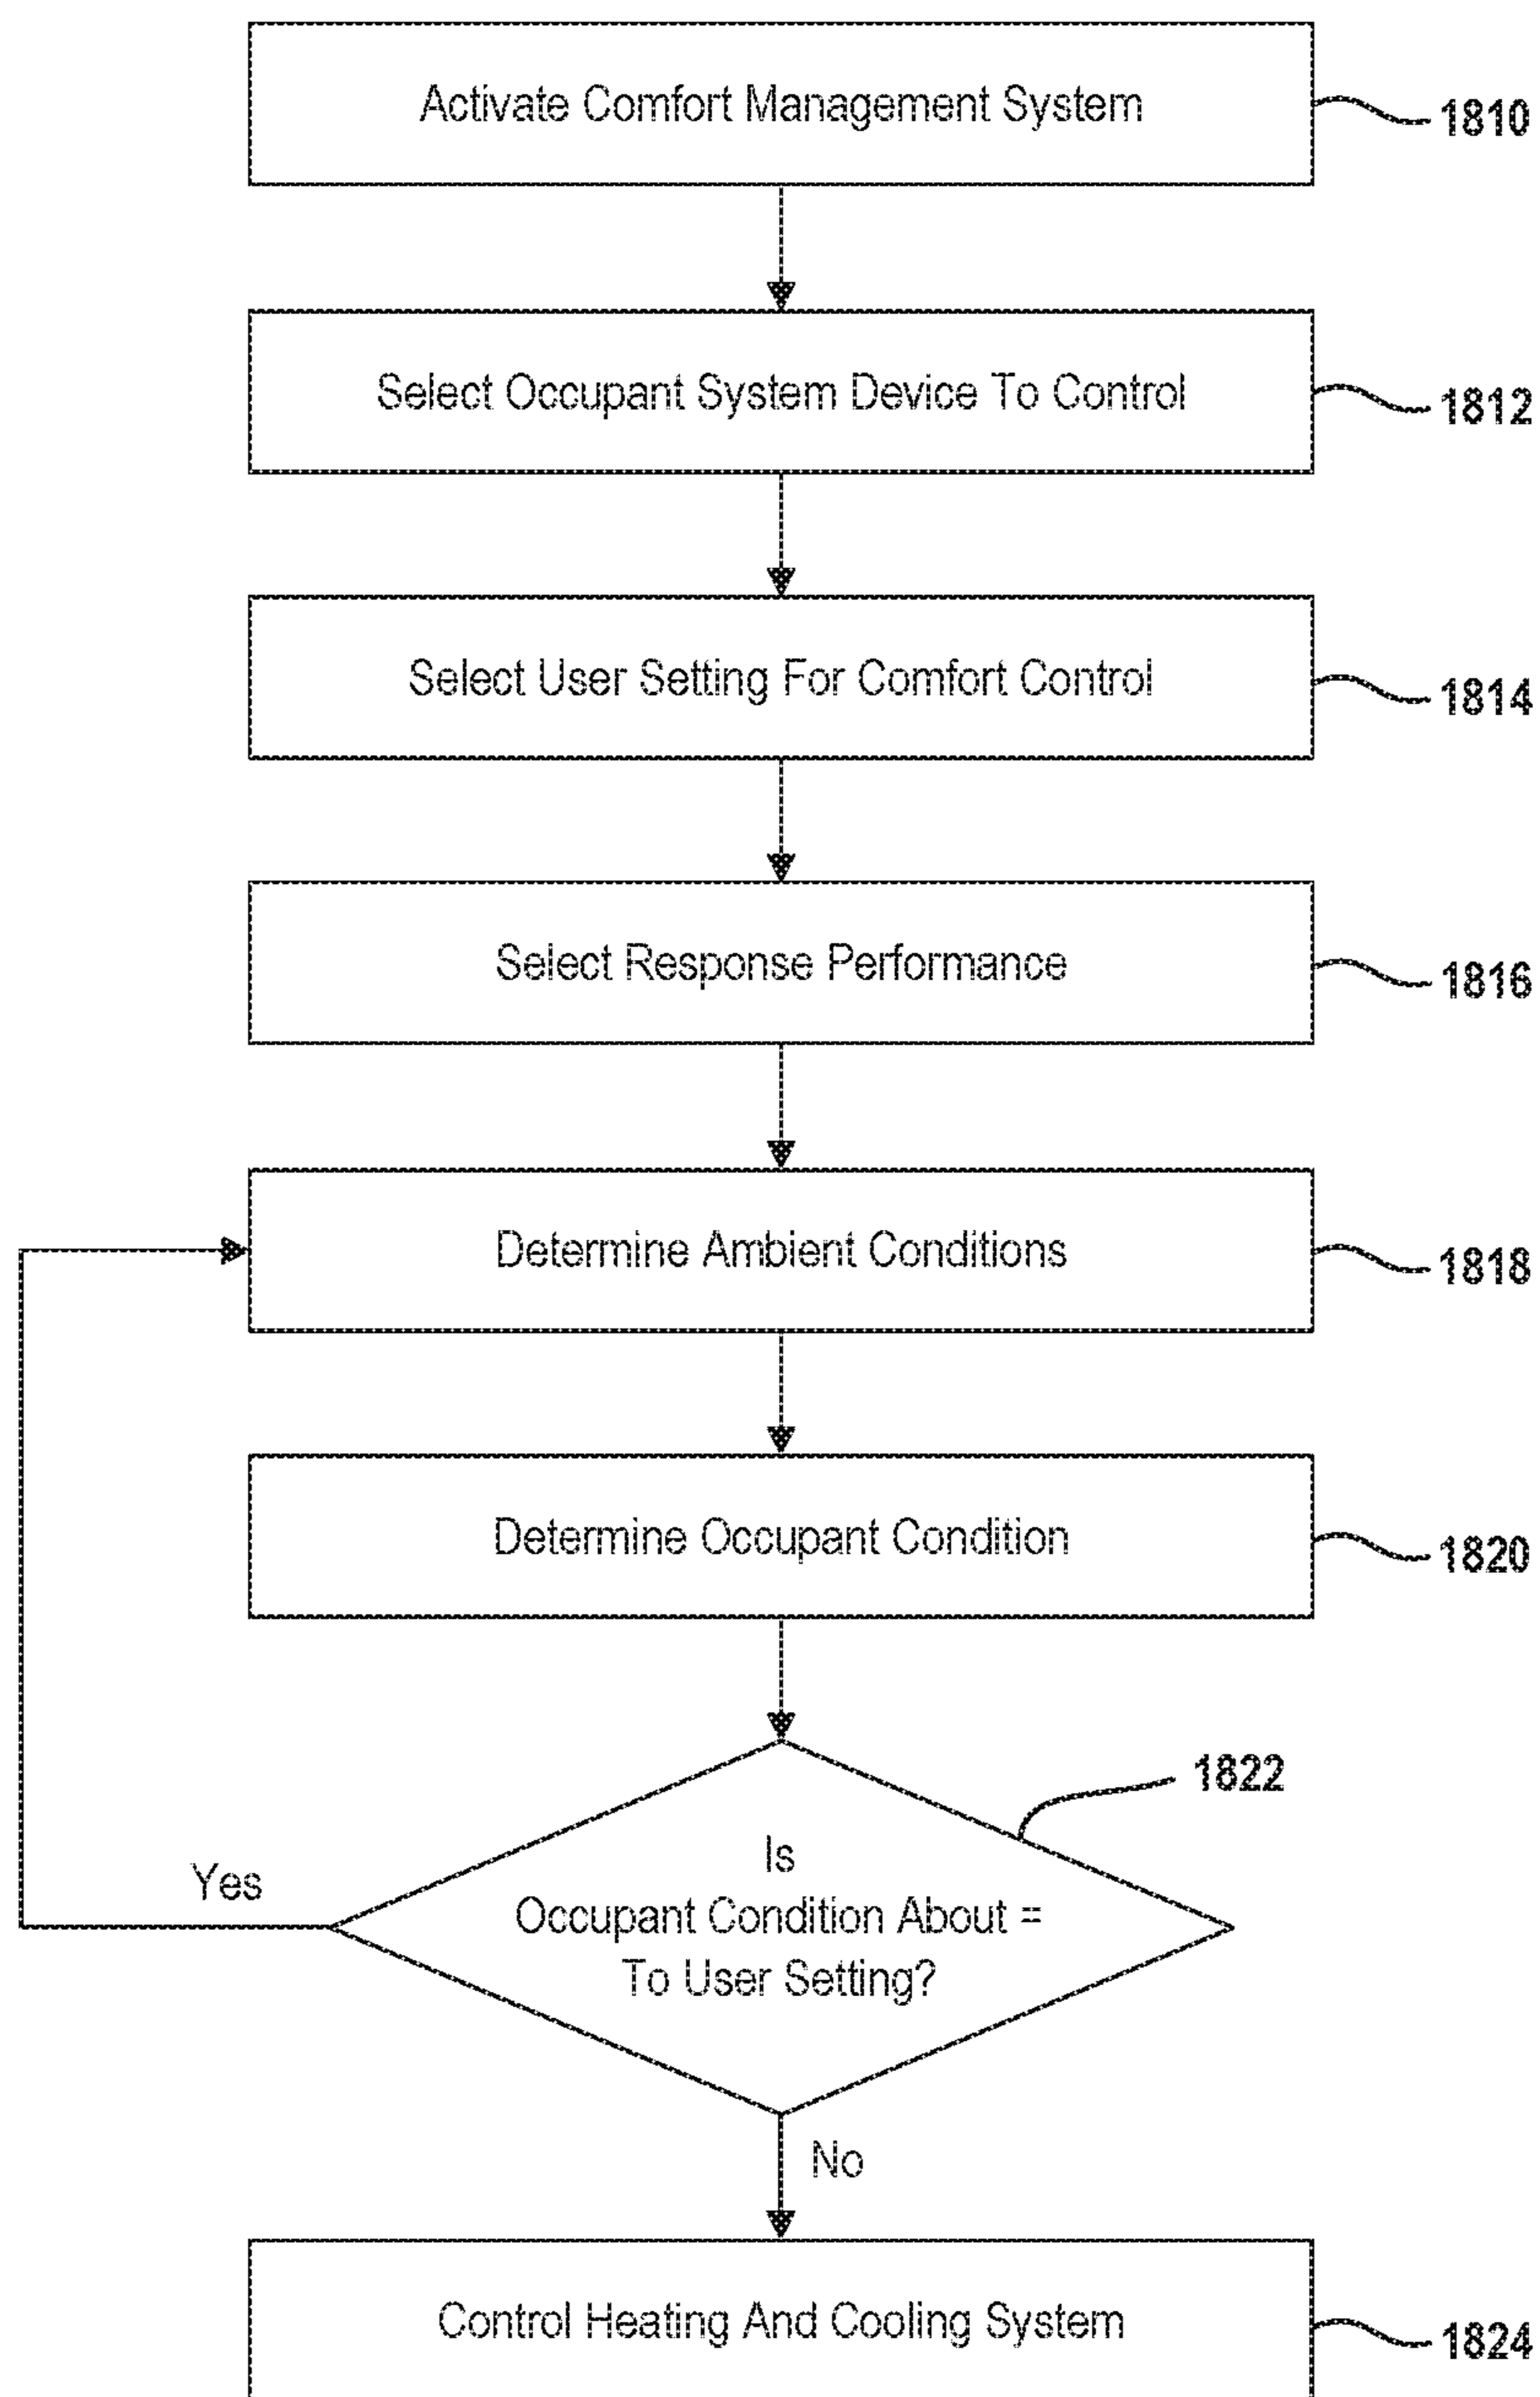 Activate Comfort Management System
1810
Select Occupant System Device To Control
1812
Select User Setting For Comfort Control
1814
Select Response Performance
1816
Determine Ambient Conditions
1818
Determine Occupant Condition
1820
1822
Is
Occupant Condition About =
To User Setting?
Yes
No
Control Heating And Cooling System
1824